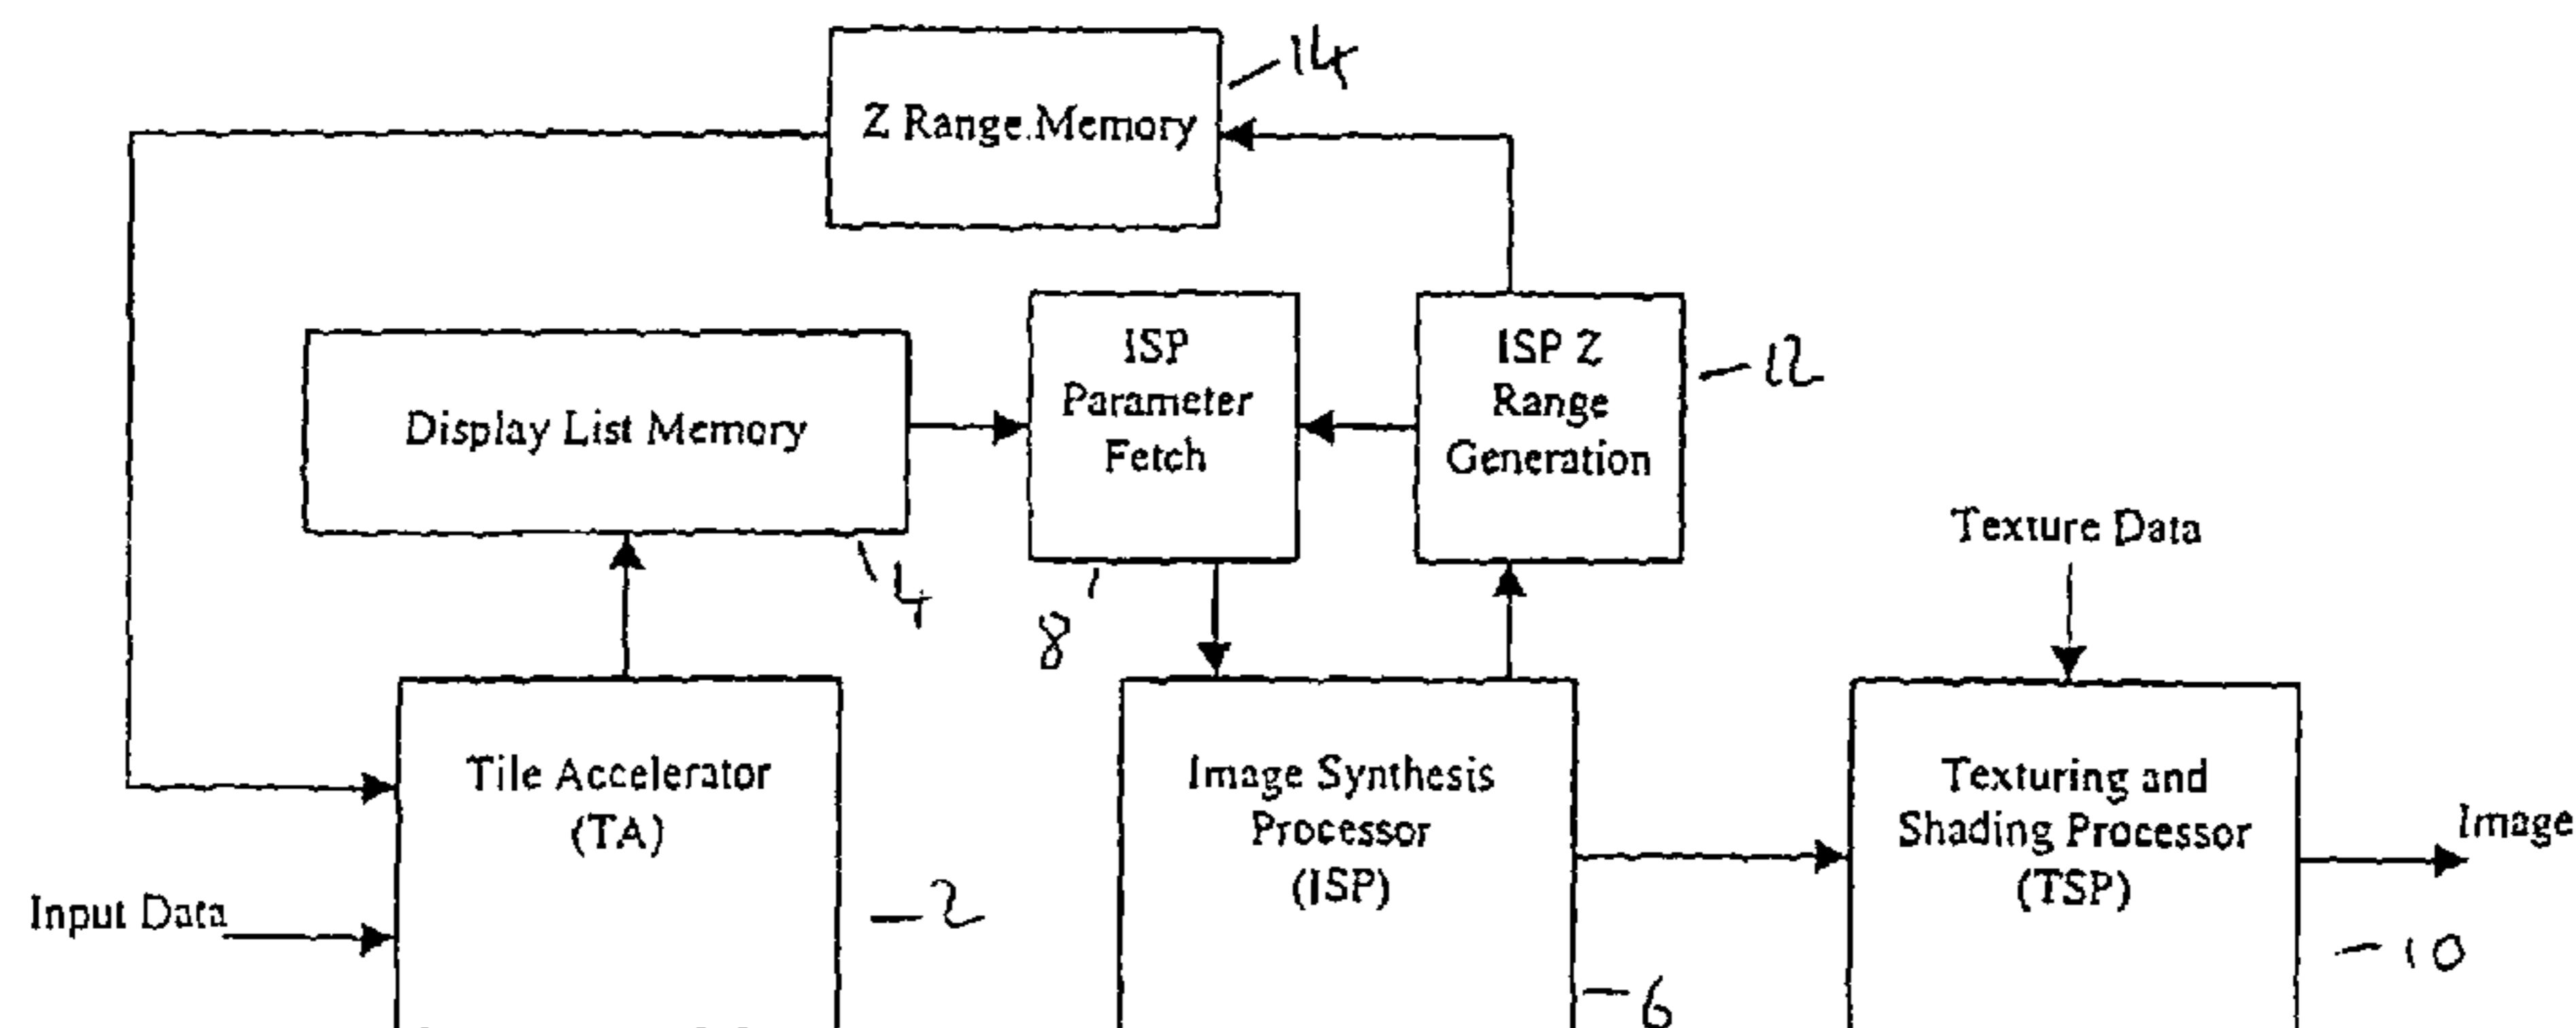 14
Z Range.Memory
ISP
Parameter
Fetch
ISP Z
Range
Generation
12
Display List Memory
4
8
Texture Data
Tile Accelerator
(TA)
Image Synthesis
Processor
(ISP)
Texturing and
Shading Processor
(TSP)
Image
Input Data
2
10
6